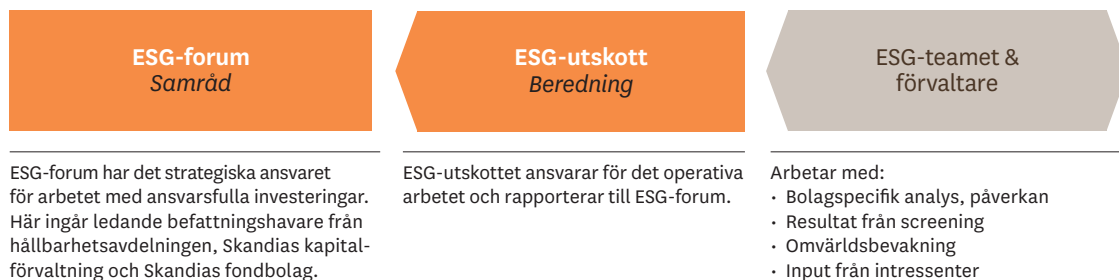 ESG-forum
Samråd
ESG-forum har det strategiska ansvaret
för arbetet med ansvarsfulla investeringar.
Här ingår ledande befattningshavare från
hållbarhetsavdelningen, Skandias kapital-
förvaltning och Skandias fondbolag.
ESG-utskott
Beredning
ESG-utskottet ansvarar för det operativa
arbetet och rapporterar till ESG-forum.
ESG-teamet &
förvaltare
Arbetar med:
• Bolagspecifik analys, påverkan
• Resultat från screening
• Omvärldsbevakning
• Input från intressenter